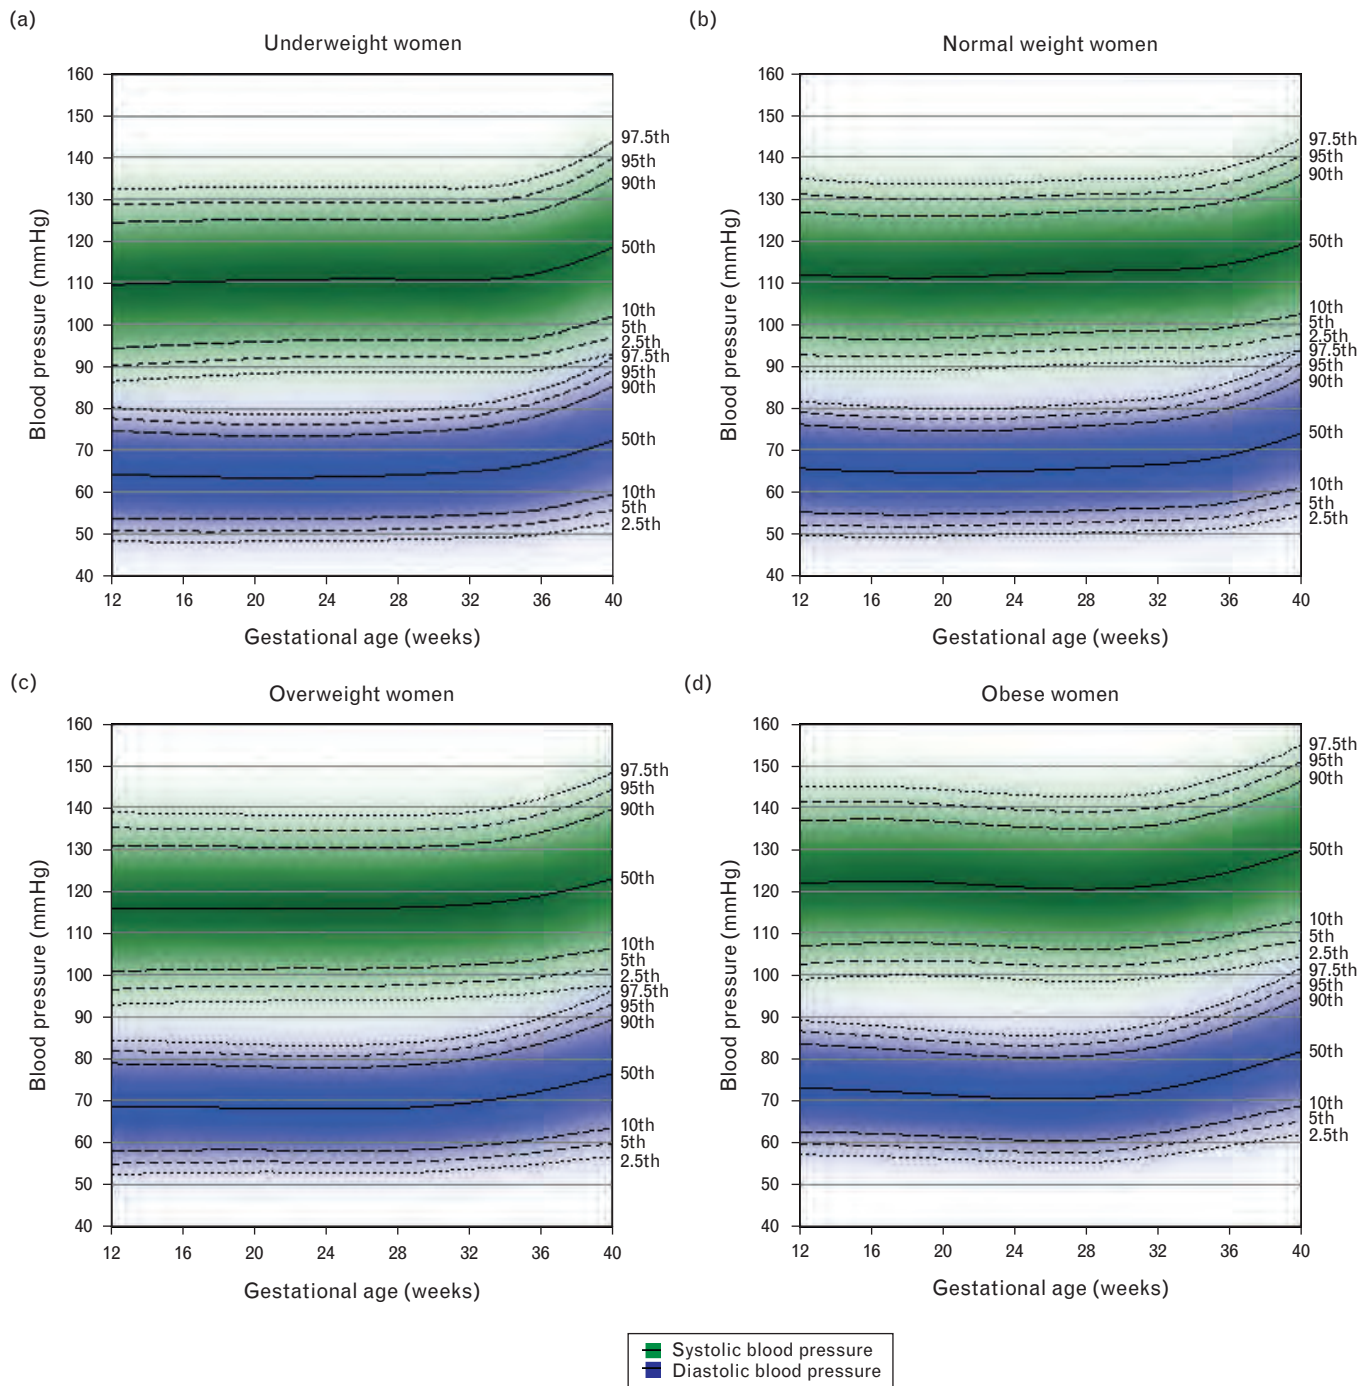 (a)
Underweight women
Blood pressure (mmHg)
160
150
140
130
120
110
100
90
80
70
60
50
40
97.5th
95th
90th
50th
10th
5th
2.5th
97.5th
95th
90th
50th
10th
5th
2.5th
12 16 20 24 28 32 36 40
Gestational age (weeks)
(b)
Normal weight women
Blood pressure (mmHg)
160
150
140
130
120
110
100
90
80
70
60
50
40
97.5th
95th
90th
50th
10th
5th
2.5th
97.5th
95th
90th
50th
10th
5th
2.5th
12 16 20 24 28 32 36 40
Gestational age (weeks)
(c)
Overweight women
Blood pressure (mmHg)
160
150
140
130
120
110
100
90
80
70
60
50
40
97.5th
95th
90th
50th
10th
5th
2.5th
97.5th
95th
90th
50th
10th
5th
2.5th
12 16 20 24 28 32 36 40
Gestational age (weeks)
(d)
Obese women
Blood pressure (mmHg)
160
150
140
130
120
110
100
90
80
70
60
50
40
97.5th
95th
90th
50th
10th
5th
2.5th
97.5th
95th
90th
50th
10th
5th
2.5th
12 16 20 24 28 32 36 40
Gestational age (weeks)
Systolic blood pressure
Diastolic blood pressure